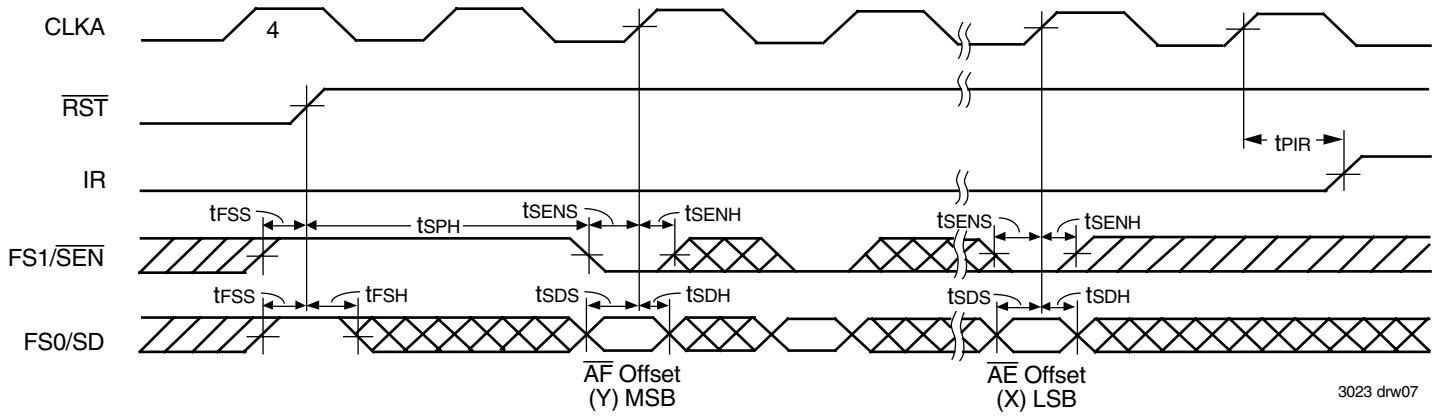 CLKA
4
RST
tPIR
IR
tFSS
tSPH
tSENS
tSENH
tSENS
tSENH
FS1/SEN
tFSS
tFSH
tSDS
tSDH
tSDS
tSDH
FS0/SD
AF Offset
(Y) MSB
AE Offset
(X) LSB
3023 drw07